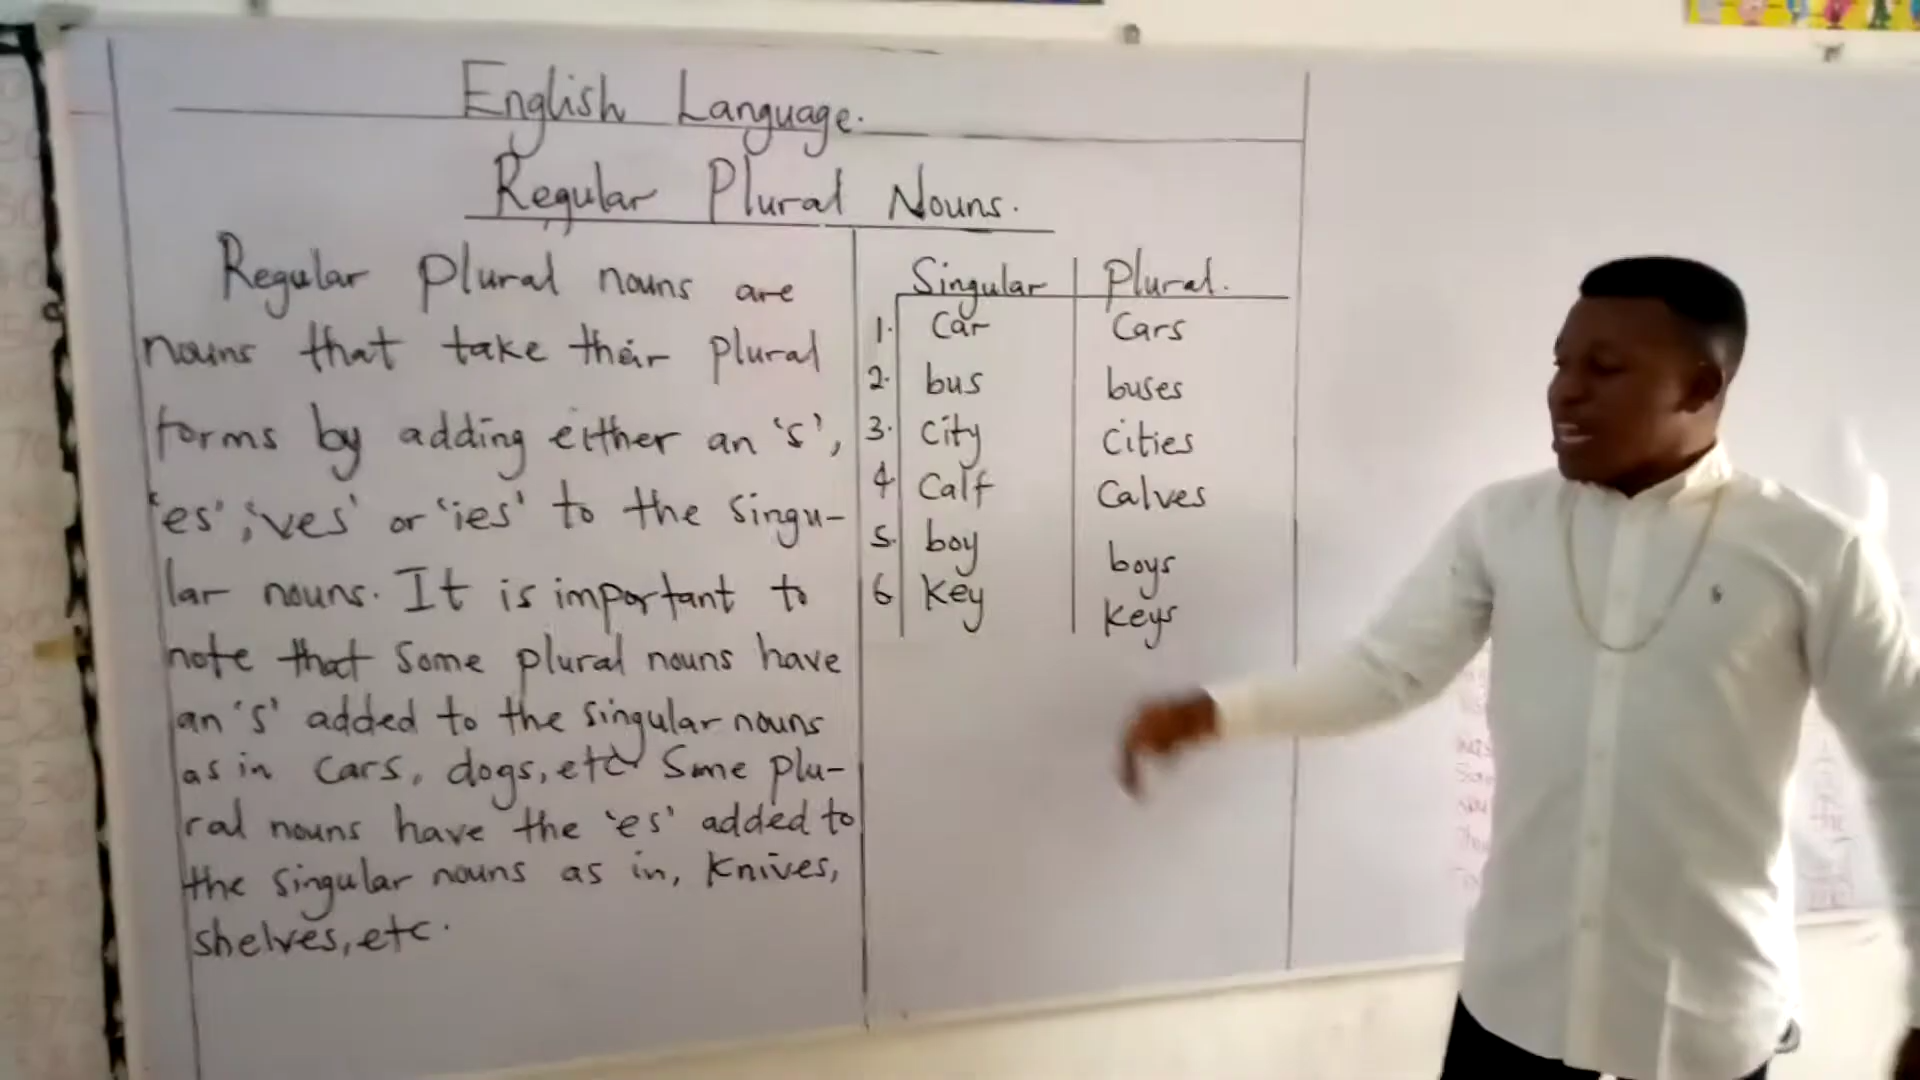 English Language.
Regular Plural Nouns.
Regular plural nouns are
nouns that take their plural
forms by adding either an 's',
'es', 'ves' or 'ies' to the singu-
lar nouns. It is important to
note that some plural nouns have
an 's' added to the singular nouns
as in cars, dogs, etc. Some plu-
ral nouns have the 'es' added to
the singular nouns as in, knives,
shelves, etc.
Singular Plural.
1. Car Cars
2. bus buses
3. City Cities
4 Calf Calves
5. boy boys
6 Key Keys